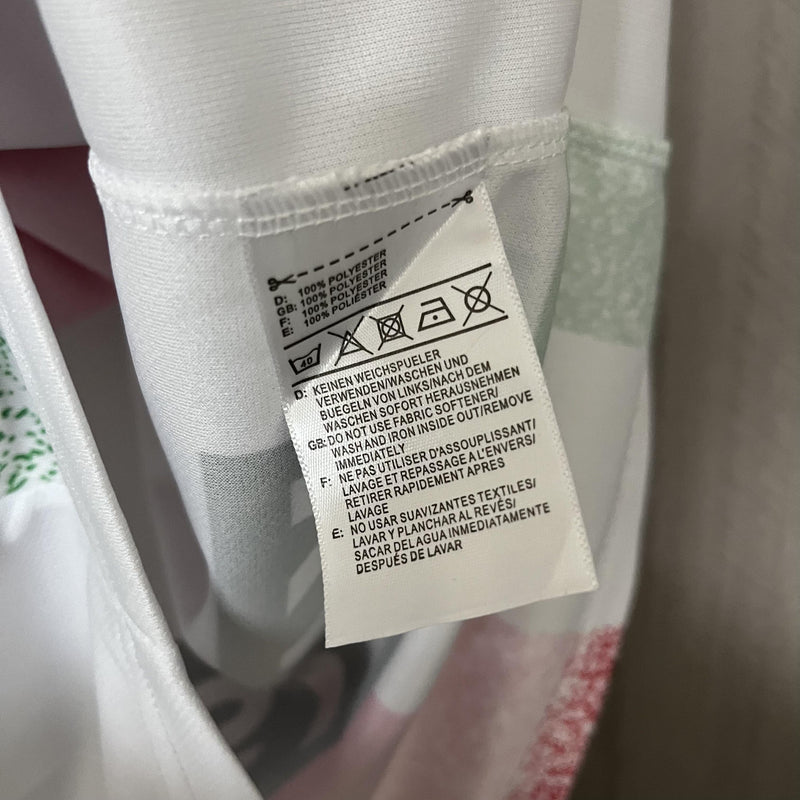 D: 100% POLYESTER
GB: 100% POLYESTER
F: 100% POLYESTER
E: 100% POLIÉSTER
40
D: KEINEN WEICHSPUELER
VERWENDEN/WASCHEN UND
BUEGELN VON LINKS/NACH DEM
WASCHEN SOFORT HERAUSNEHMEN
GB: DO NOT USE FABRIC SOFTENER/
WASH AND IRON INSIDE OUT/REMOVE
IMMEDIATELY
F: NE PAS UTILISER D'ASSOUPLISSANT/
LAVAGE ET REPASSAGE A L'ENVERS/
RETIRER RAPIDEMENT APRES
LAVAGE
E: NO USAR SUAVIZANTES TEXTILES/
LAVAR Y PLANCHAR AL REVÉS/
SACAR DEL AGUA INMEDIATAMENTE
DESPUÉS DE LAVAR